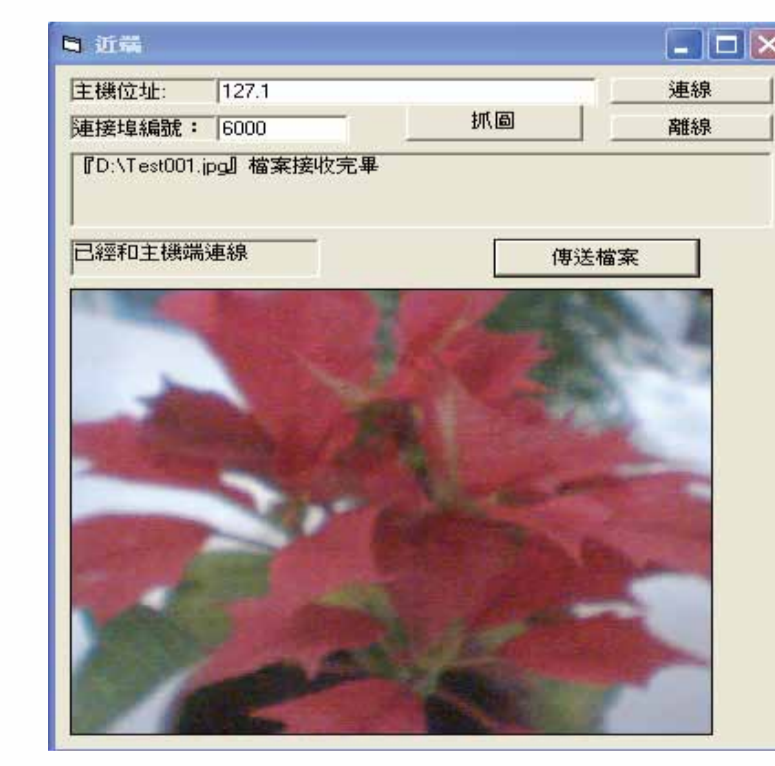 近端
主機位址: 127.1 連線
連接埠編號： 6000 抓圖 離線
『D:\Test001.jpg』檔案接收完畢
已經和主機端連線 傳送檔案